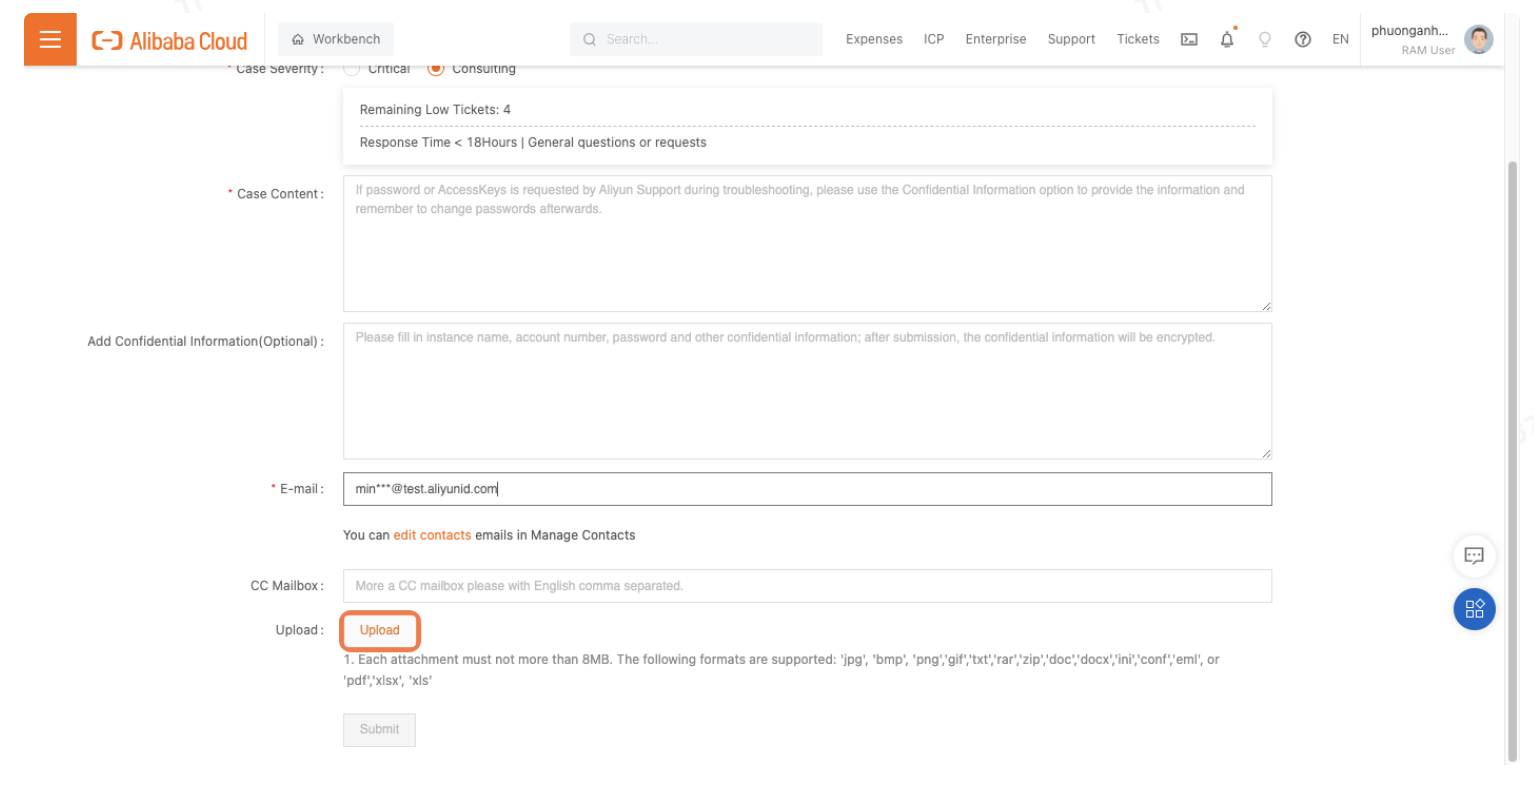 Alibaba Cloud
Workbench
Search...
Expenses
ICP
Enterprise
Support
Tickets
EN
phuonganh...
RAM User
* Case Severity :
Critical
Consulting
Remaining Low Tickets: 4
Response Time < 18Hours | General questions or requests
* Case Content :
If password or AccessKeys is requested by Aliyun Support during troubleshooting, please use the Confidential Information option to provide the information and
remember to change passwords afterwards.
Add Confidential Information(Optional) :
Please fill in instance name, account number, password and other confidential information; after submission, the confidential information will be encrypted.
* E-mail :
min***@test.aliyunid.com
You can edit contacts emails in Manage Contacts
CC Mailbox :
More a CC mailbox please with English comma separated.
Upload :
Upload
1. Each attachment must not more than 8MB. The following formats are supported: 'jpg', 'bmp', 'png','gif','txt','rar','zip','doc','docx','ini','conf','eml', or
'pdf','xlsx', 'xls'
Submit